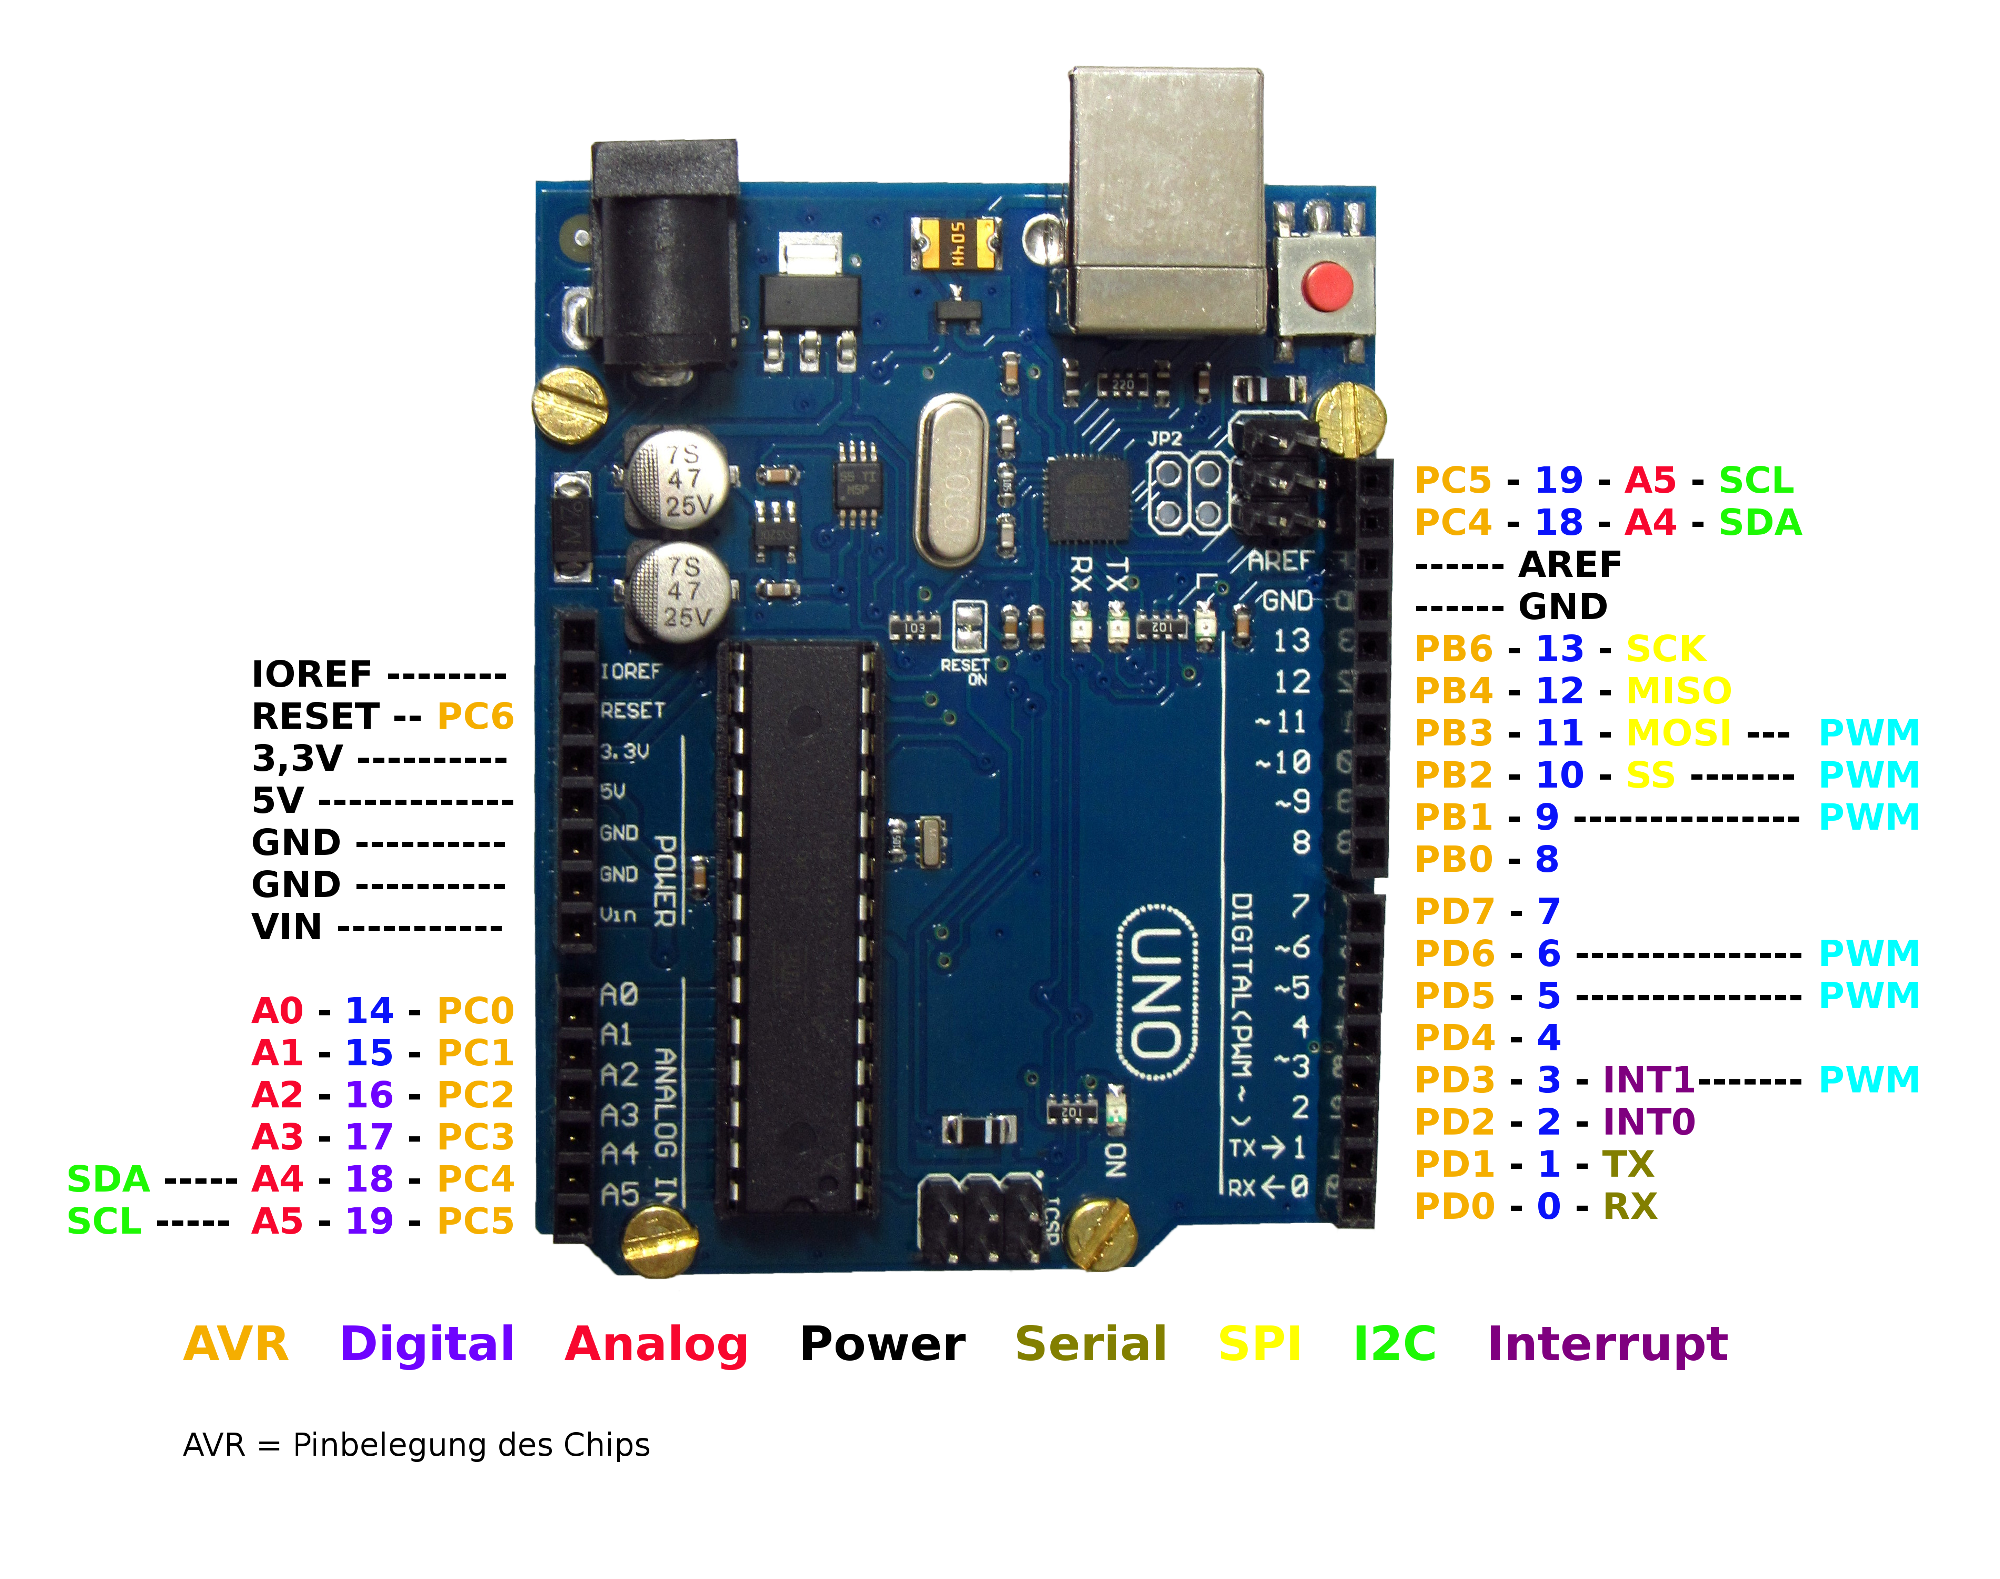 504H
220
JP2
7S
47
25V
7S
47
25V
PC5 - 19 - A5 - SCL
PC4 - 18 - A4 - SDA
------ AREF
------ GND
PB6 - 13 - SCK
PB4 - 12 - MISO
PB3 - 11 - MOSI --- PWM
PB2 - 10 - SS ------- PWM
PB1 - 9 --------------- PWM
PB0 - 8
PD7 - 7
PD6 - 6 --------------- PWM
PD5 - 5 --------------- PWM
PD4 - 4
PD3 - 3 - INT1------- PWM
PD2 - 2 - INT0
PD1 - 1 - TX
PD0 - 0 - RX
AREF
GND
13
12
~11
~10
~9
8
7
~6
~5
4
~3
2
TX→1
RX←0
DIGITAL(PWM ~ )
RX
TX
L
103
102
RESET
ON
UNO
102
ON
ICSP
IOREF --------
RESET -- PC6
3,3V ----------
5V -------------
GND ----------
GND ----------
VIN -----------
A0 - 14 - PC0
A1 - 15 - PC1
A2 - 16 - PC2
A3 - 17 - PC3
SDA ----- A4 - 18 - PC4
SCL ----- A5 - 19 - PC5
IOREF
RESET
3.3V
5V
GND
GND
Vin
POWER
A0
A1
A2
A3
A4
A5
ANALOG IN
AVR Digital Analog Power Serial SPI I2C Interrupt
AVR = Pinbelegung des Chips